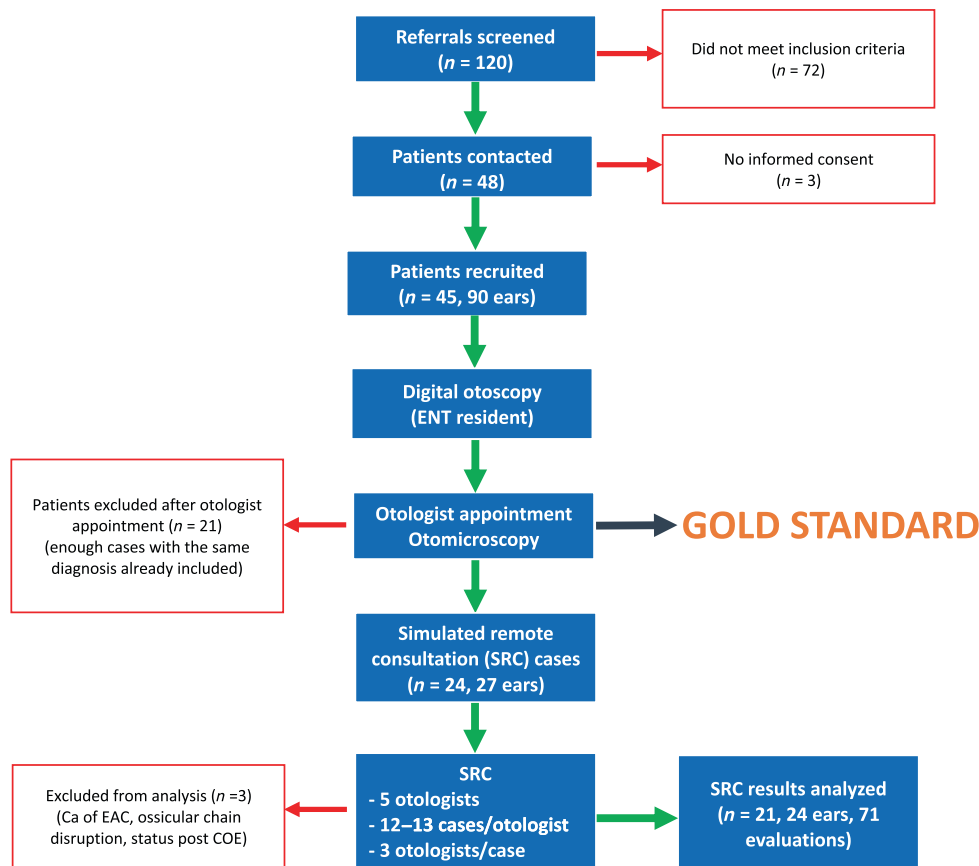 Referrals screened
(n = 120)
Did not meet inclusion criteria
(n = 72)
Patients contacted
(n = 48)
No informed consent
(n = 3)
Patients recruited
(n = 45, 90 ears)
Digital otoscopy
(ENT resident)
Patients excluded after otologist
appointment (n = 21)
(enough cases with the same
diagnosis already included)
Otologist appointment
Otomicroscopy
GOLD STANDARD
Simulated remote
consultation (SRC) cases
(n = 24, 27 ears)
Excluded from analysis (n =3)
(Ca of EAC, ossicular chain
disruption, status post COE)
SRC
- 5 otologists
- 12–13 cases/otologist
- 3 otologists/case
SRC results analyzed
(n = 21, 24 ears, 71
evaluations)